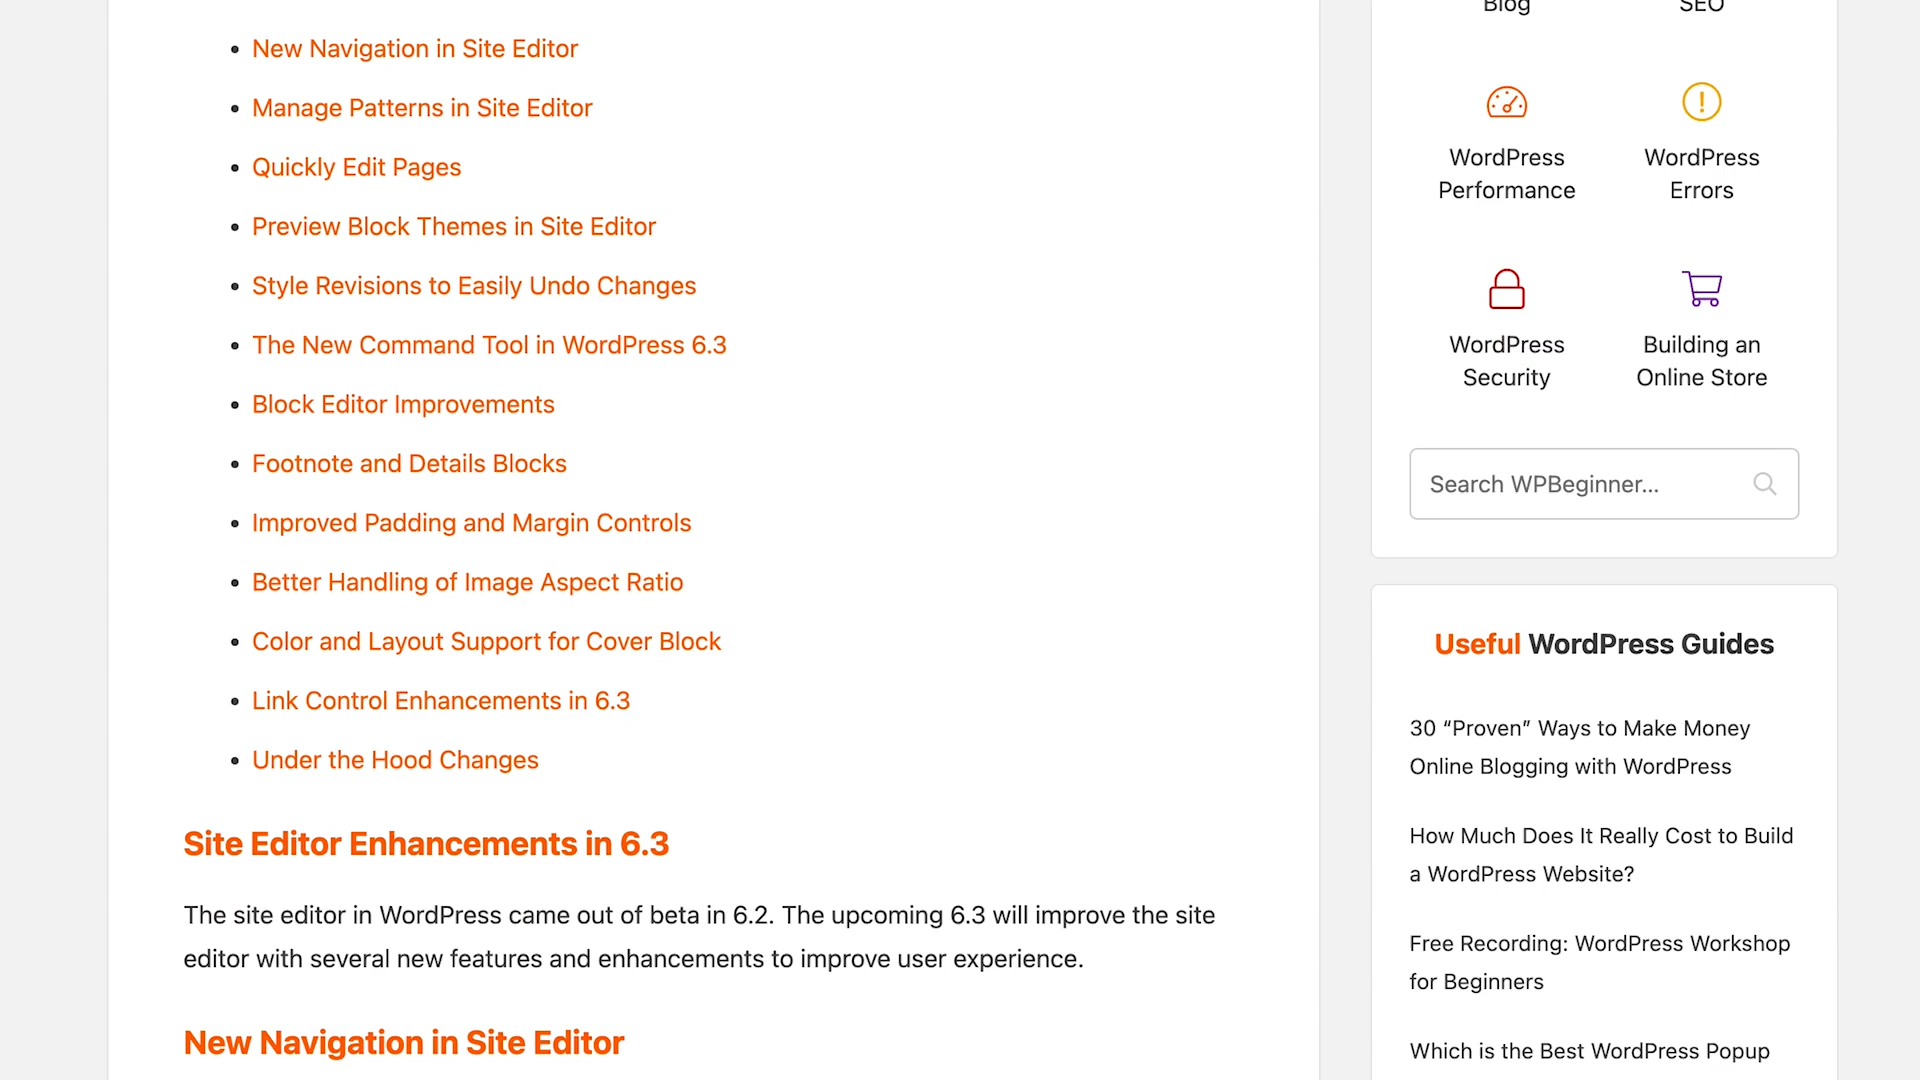 New Navigation in Site Editor
Manage Patterns in Site Editor
Quickly Edit Pages
Preview Block Themes in Site Editor
Style Revisions to Easily Undo Changes
The New Command Tool in WordPress 6.3
Block Editor Improvements
Footnote and Details Blocks
Improved Padding and Margin Controls
Better Handling of Image Aspect Ratio
Color and Layout Support for Cover Block
Link Control Enhancements in 6.3
Under the Hood Changes
Site Editor Enhancements in 6.3
The site editor in WordPress came out of beta in 6.2. The upcoming 6.3 will improve the site
editor with several new features and enhancements to improve user experience.
New Navigation in Site Editor
Blog
SEO
WordPress
Performance
WordPress
Errors
WordPress
Security
Building an
Online Store
Search WPBeginner...
Useful WordPress Guides
30 “Proven” Ways to Make Money
Online Blogging with WordPress
How Much Does It Really Cost to Build
a WordPress Website?
Free Recording: WordPress Workshop
for Beginners
Which is the Best WordPress Popup